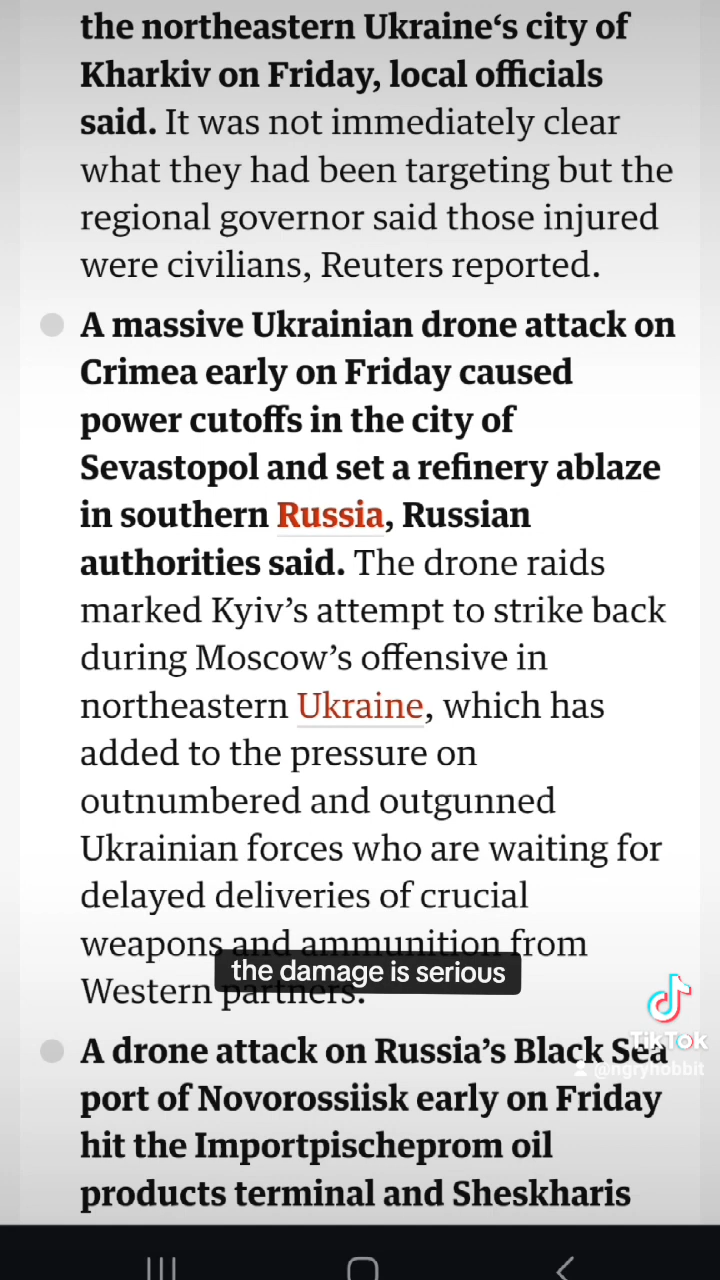 the northeastern Ukraine‘s city of
Kharkiv on Friday, local officials
said. It was not immediately clear
what they had been targeting but the
regional governor said those injured
were civilians, Reuters reported.
A massive Ukrainian drone attack on
Crimea early on Friday caused
power cutoffs in the city of
Sevastopol and set a refinery ablaze
in southern Russia, Russian
authorities said. The drone raids
marked Kyiv’s attempt to strike back
during Moscow’s offensive in
northeastern Ukraine, which has
added to the pressure on
outnumbered and outgunned
Ukrainian forces who are waiting for
delayed deliveries of crucial
weapons and ammunition from
the damage is serious
Western partners.
TikTok
@ngryhobbit
A drone attack on Russia’s Black Sea
port of Novorossiisk early on Friday
hit the Importpischeprom oil
products terminal and Sheskharis